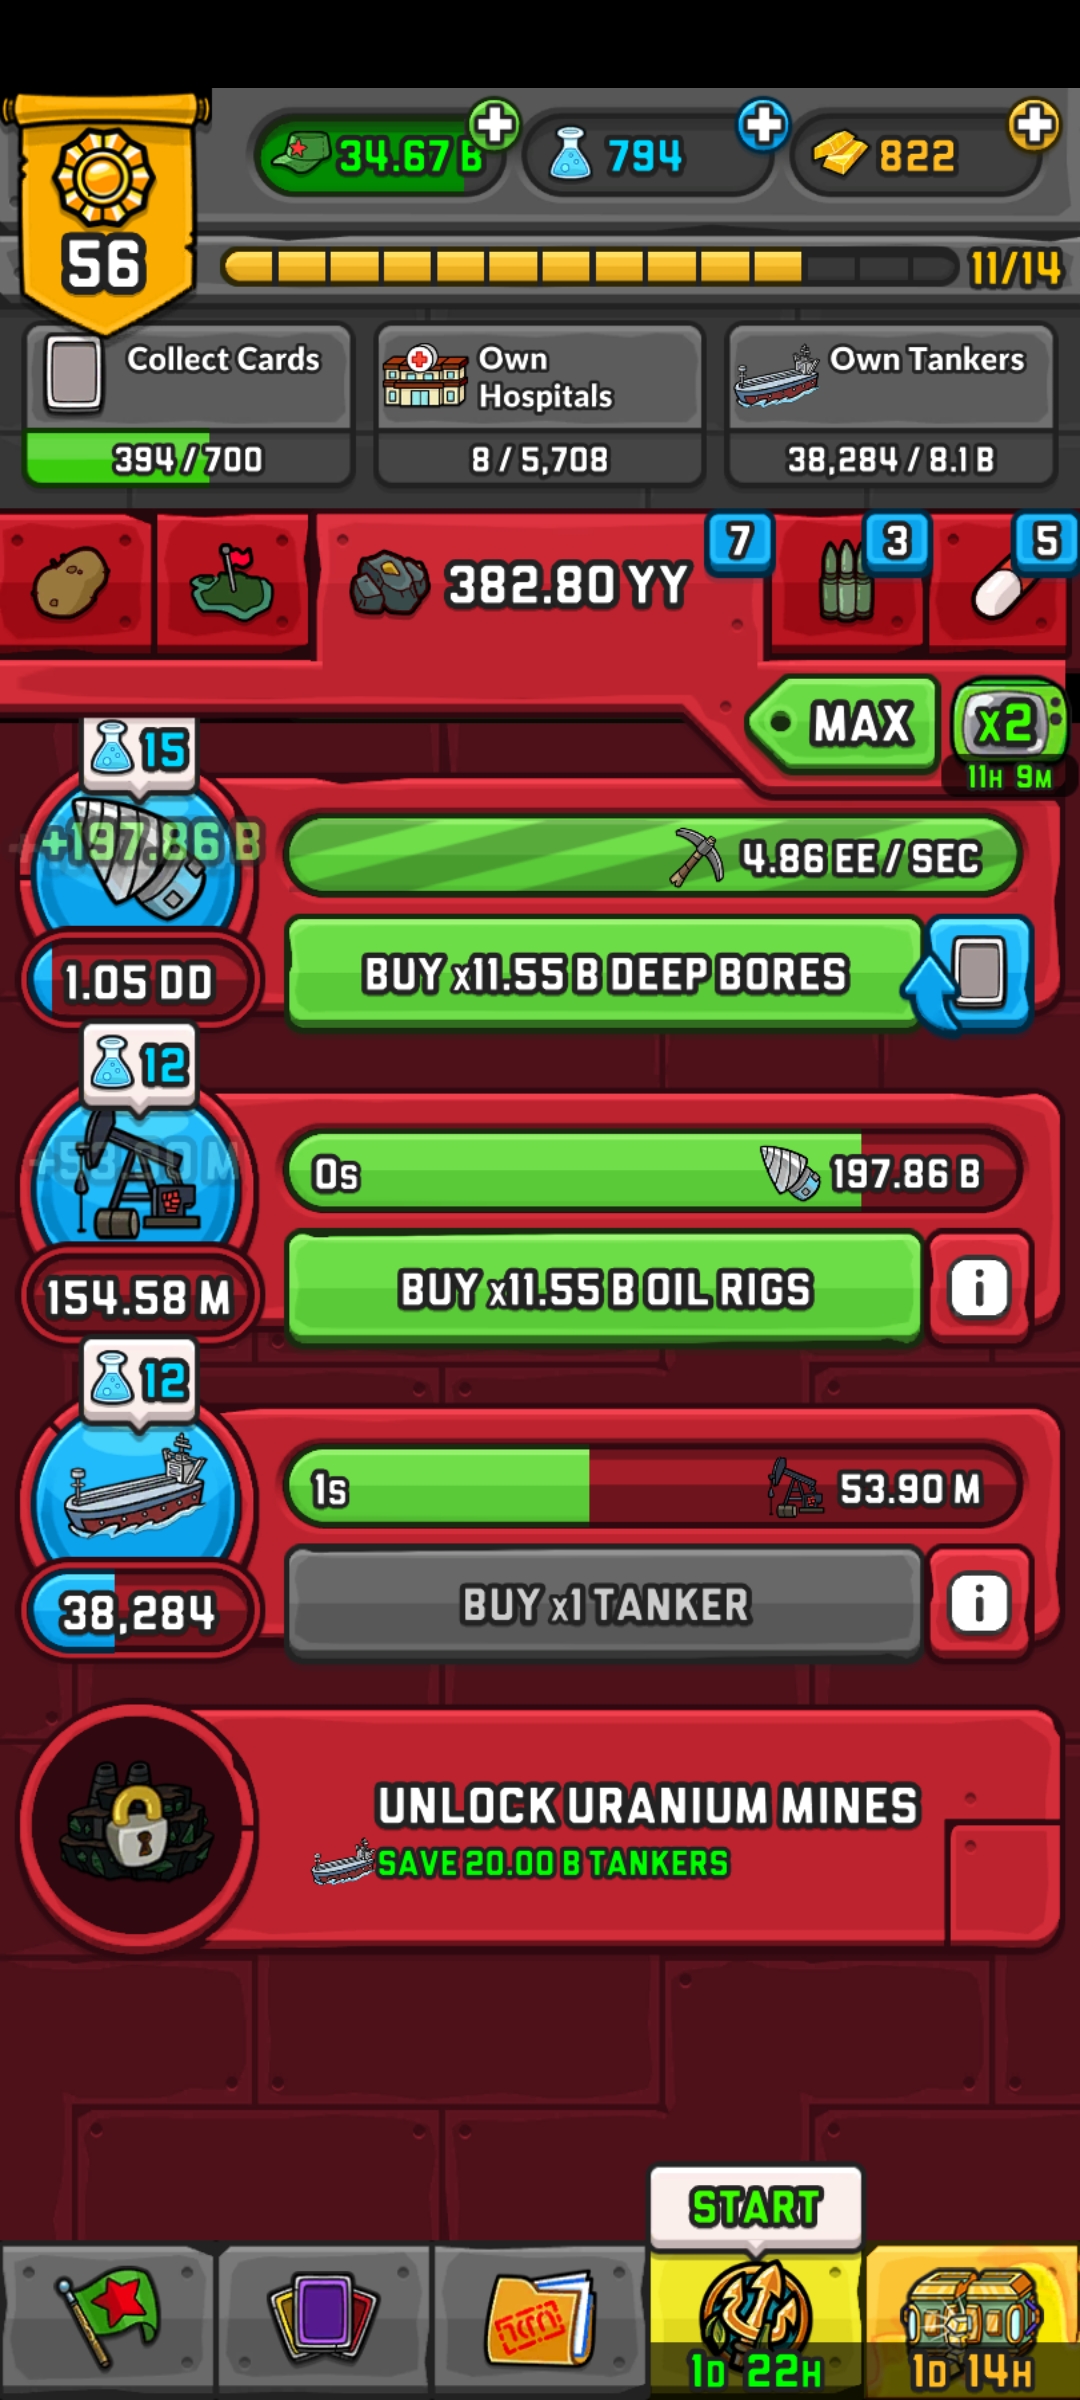 34.67 B
794
822
56
11/14
Collect Cards
394 / 700
Own
Hospitals
8 / 5,708
Own Tankers
38,284 / 8.1 B
382.80 YY
7
3
5
MAX
x2
11H 9M
15
+197.86 B
4.86 EE / SEC
1.05 DD
BUY x11.55 B DEEP BORES
12
0s
197.86 B
154.58 M
BUY x11.55 B OIL RIGS
i
12
1s
53.90 M
38,284
BUY x1 TANKER
i
UNLOCK URANIUM MINES
SAVE 20.00 B TANKERS
START
1D 22H
1D 14H